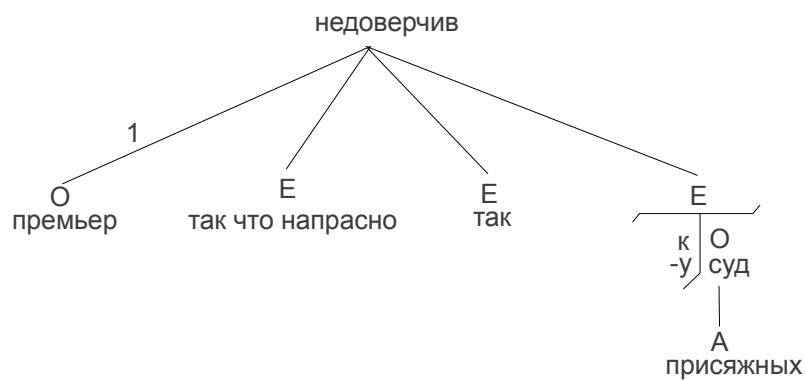 недоверчив
1
О Е Е Е
премьер так что напрасно так
к О
-у суд
А
присяжных